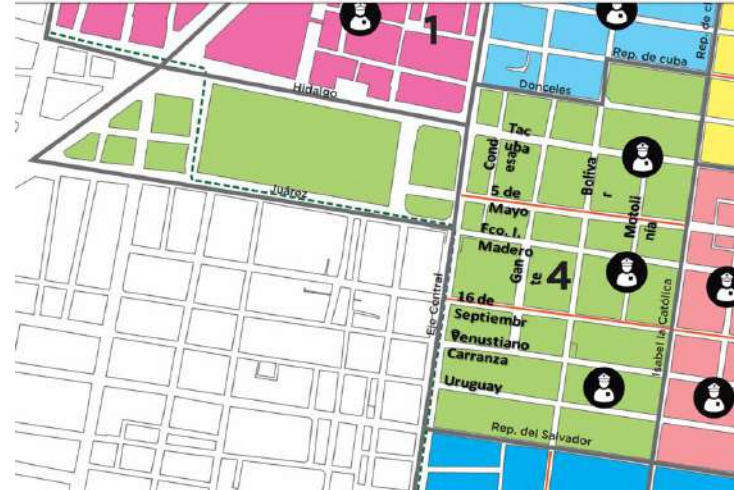 1
Rep. de cuba
Rep. de c
Donceles
Hidalgo
Tac
uba
Cond
esa
Bolíva
r
Motoli
nía
5 de
Mayo
Juárez
Fco. I.
Madero
Gan
te
4
16 de
Septiembr
e
Venustiano
Carranza
Eje Central
Isabel la Católica
Uruguay
Rep. del Salvador